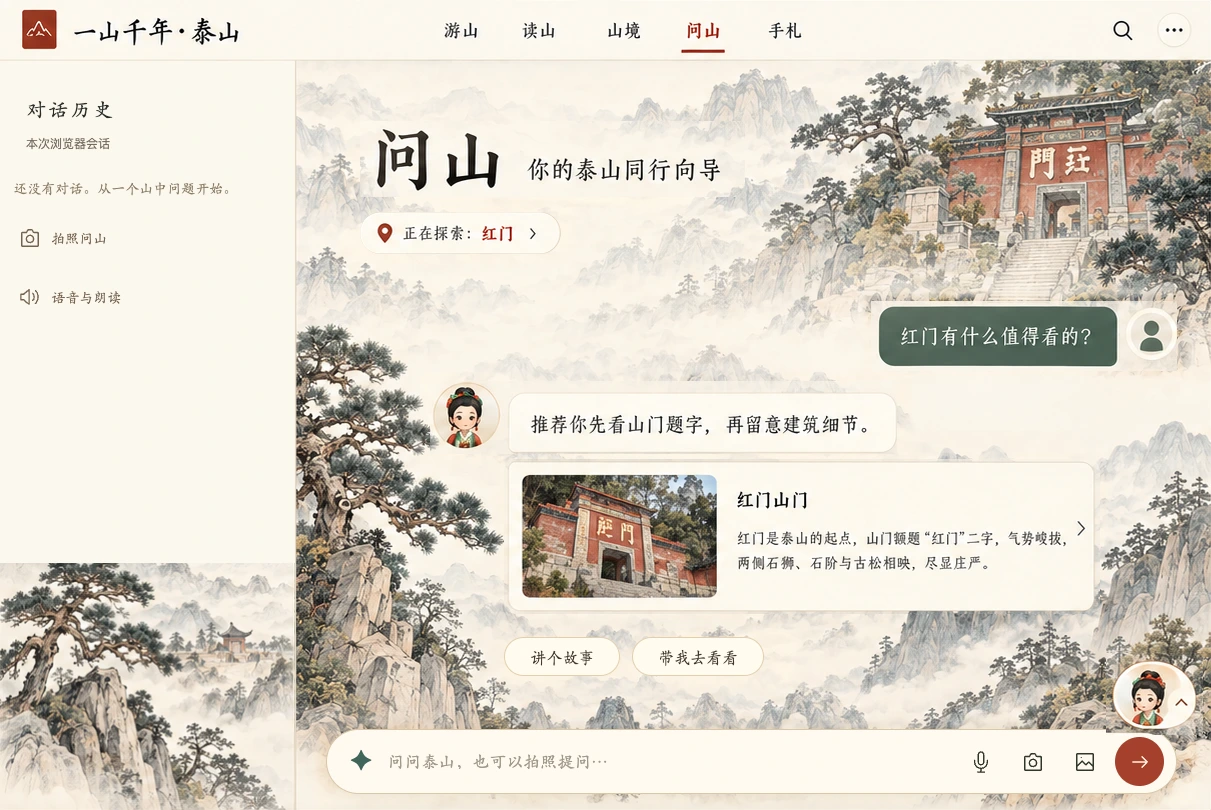 一山千年·泰山
游山 读山 山境 问山 手札
对话历史
本次浏览器会话
还没有对话。从一个山中问题开始。
拍照问山
语音与朗读
问山 你的泰山同行向导
正在探索：红门
红门有什么值得看的？
推荐你先看山门题字，再留意建筑细节。
红门山门
红门是泰山的起点，山门额题“红门”二字，气势峻拔，
两侧石狮、石阶与古松相映，尽显庄严。
讲个故事 带我去看看
问问泰山，也可以拍照提问…